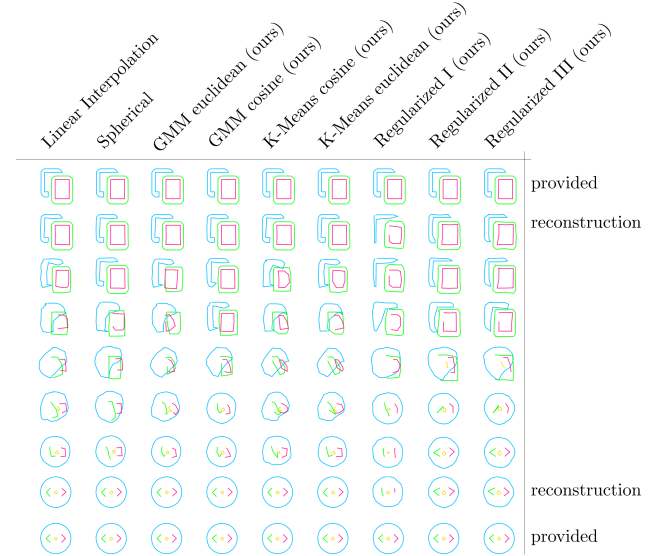 Linear Interpolation
Spherical
GMM euclidean (ours)
GMM cosine (ours)
K-Means cosine (ours)
K-Means euclidean (ours)
Regularized I (ours)
Regularized II (ours)
Regularized III (ours)
provided
reconstruction
reconstruction
provided